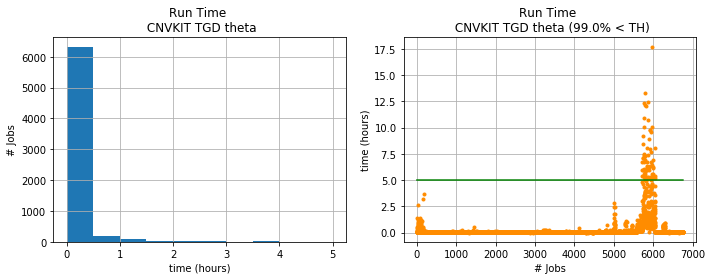 Run Time
CNVKIT TGD theta
# Jobs
6000
5000
4000
3000
2000
1000
0
0 1 2 3 4 5
time (hours)
Run Time
CNVKIT TGD theta (99.0% < TH)
time (hours)
17.5
15.0
12.5
10.0
7.5
5.0
2.5
0.0
0 1000 2000 3000 4000 5000 6000 7000
# Jobs